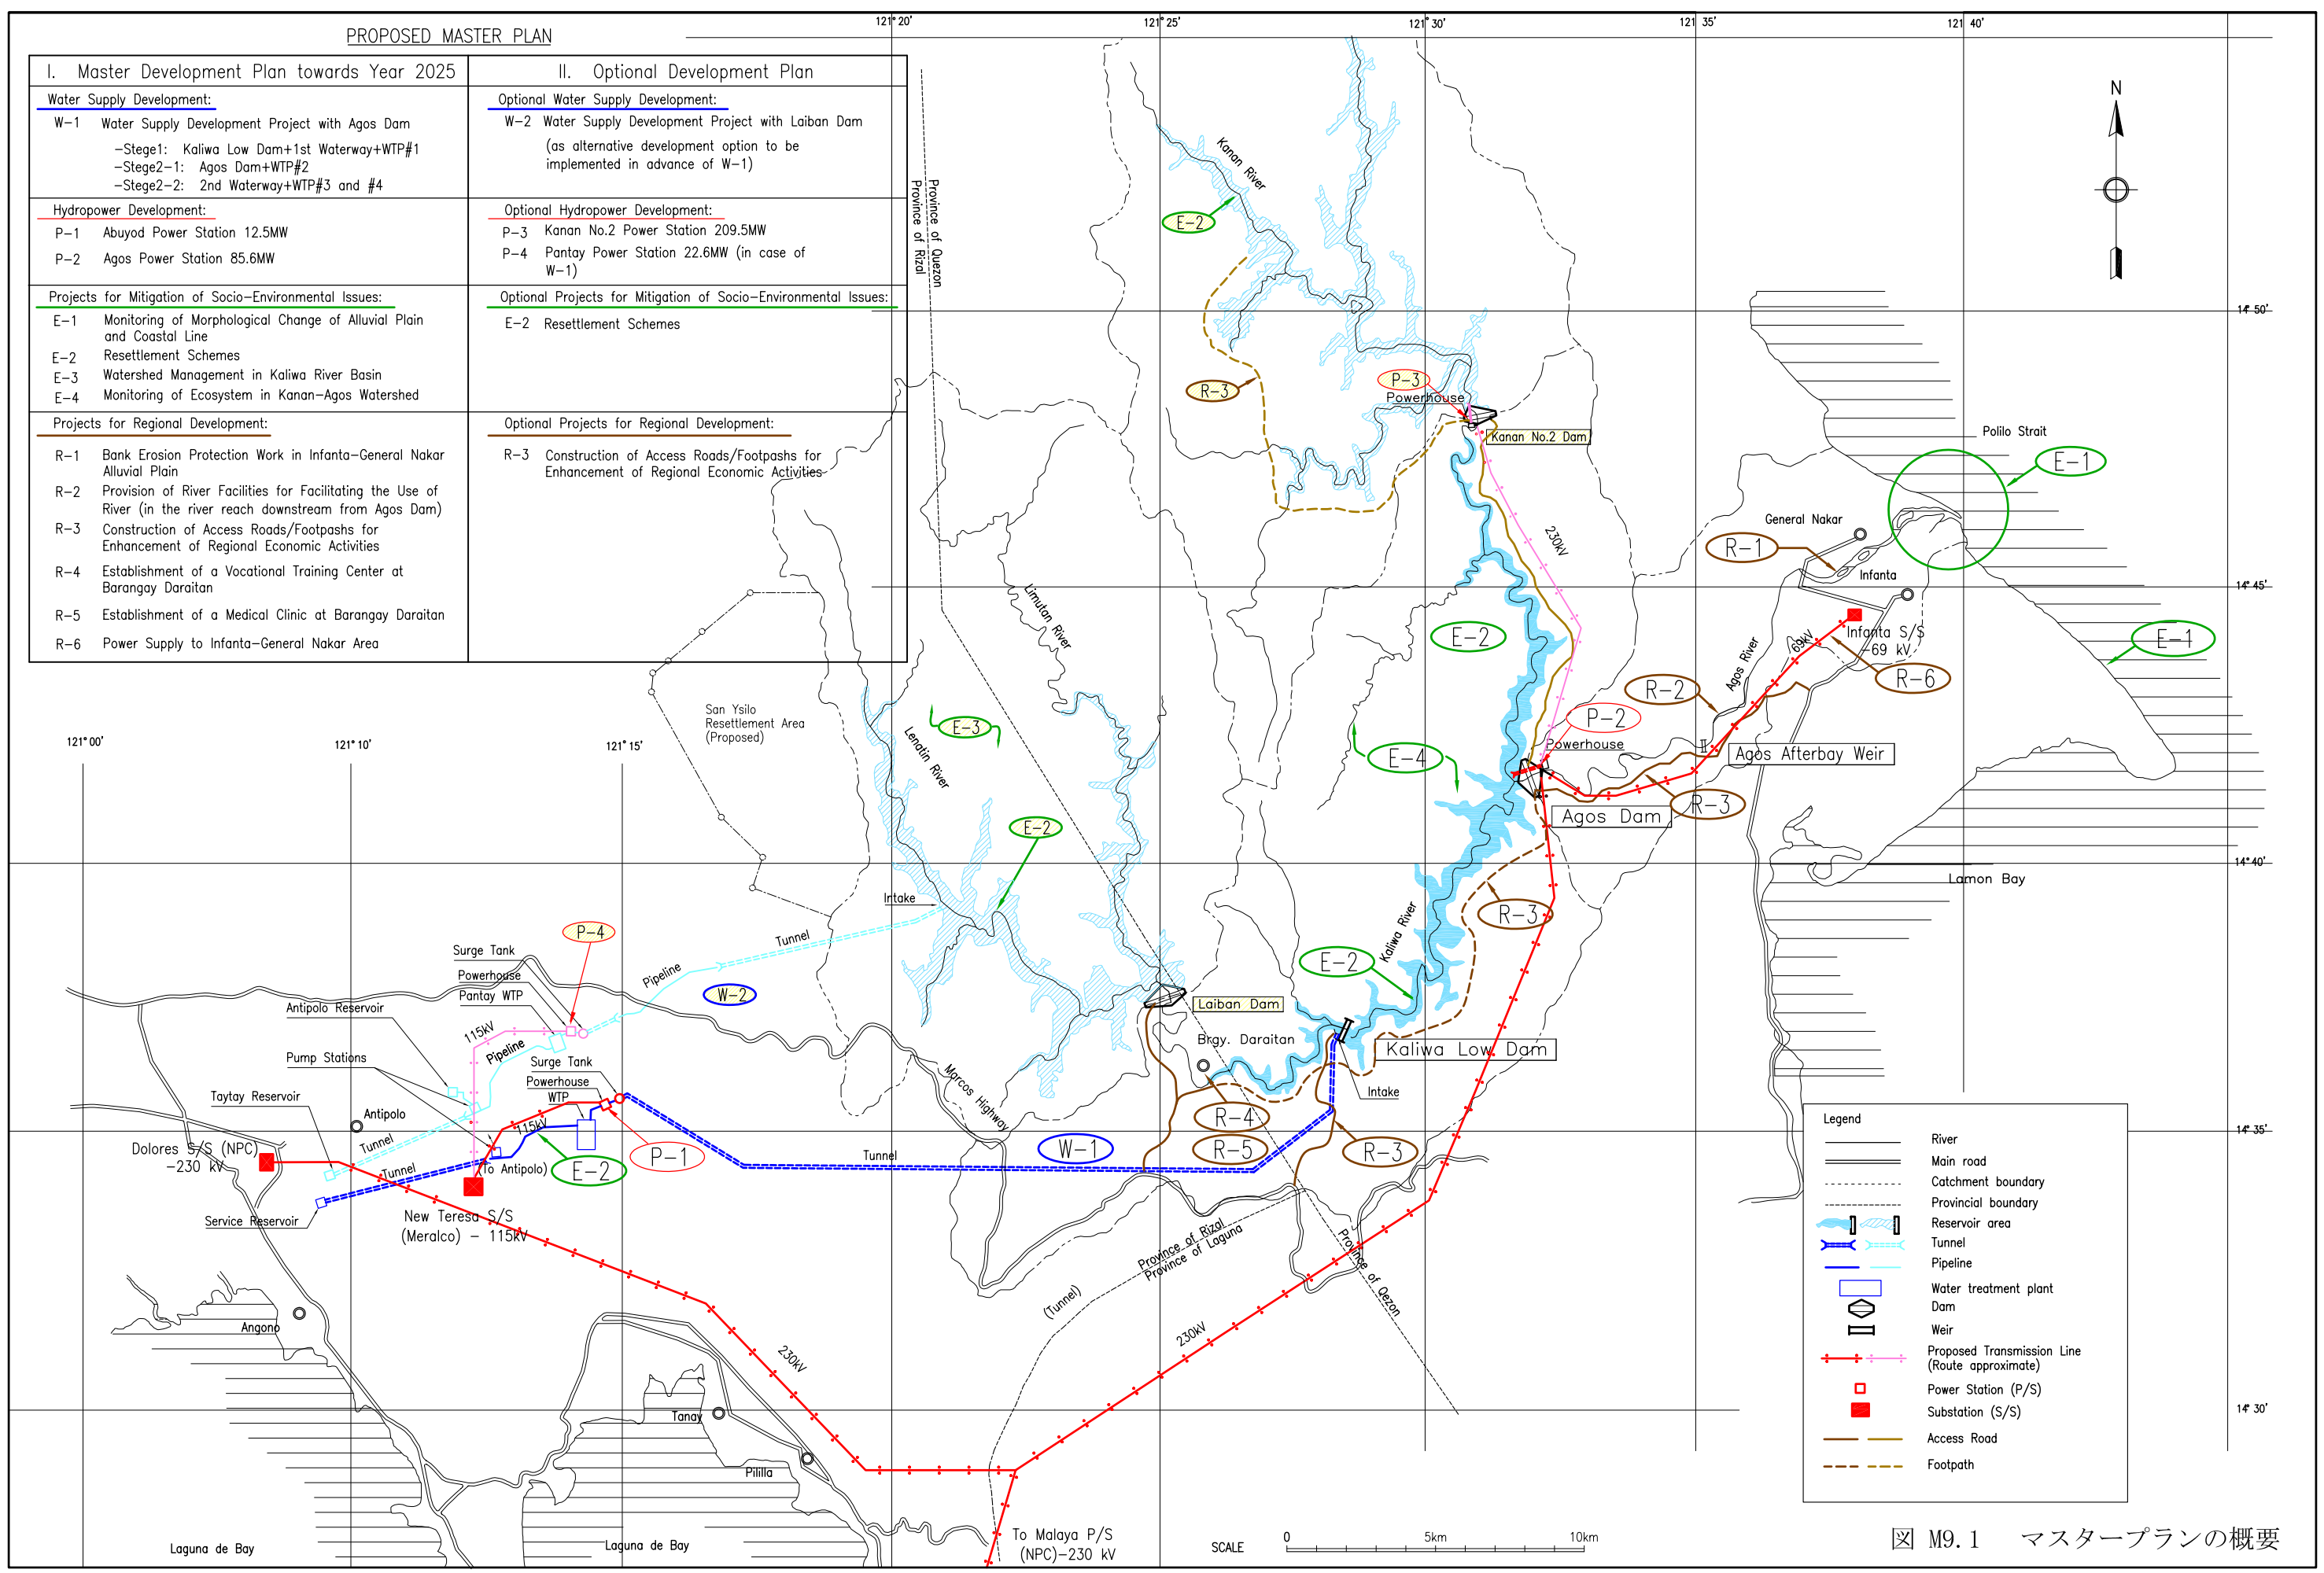 PROPOSED MASTER PLAN
I. Master Development Plan towards Year 2025
Water Supply Development:
W-1 Water Supply Development Project with Agos Dam
-Stege1: Kaliwa Low Dam+1st Waterway+WTP#1
-Stege2-1: Agos Dam+WTP#2
-Stege2-2: 2nd Waterway+WTP#3 and #4
Hydropower Development:
P-1 Abuyod Power Station 12.5MW
P-2 Agos Power Station 85.6MW
Projects for Mitigation of Socio-Environmental Issues:
E-1 Monitoring of Morphological Change of Alluvial Plain
and Coastal Line
E-2 Resettlement Schemes
E-3 Watershed Management in Kaliwa River Basin
E-4 Monitoring of Ecosystem in Kanan-Agos Watershed
Projects for Regional Development:
R-1 Bank Erosion Protection Work in Infanta-General Nakar
Alluvial Plain
R-2 Provision of River Facilities for Facilitating the Use of
River (in the river reach downstream from Agos Dam)
R-3 Construction of Access Roads/Footpashs for
Enhancement of Regional Economic Activities
R-4 Establishment of a Vocational Training Center at
Barangay Daraitan
R-5 Establishment of a Medical Clinic at Barangay Daraitan
R-6 Power Supply to Infanta-General Nakar Area
II. Optional Development Plan
Optional Water Supply Development:
W-2 Water Supply Development Project with Laiban Dam
(as alternative development option to be
implemented in advance of W-1)
Optional Hydropower Development:
P-3 Kanan No.2 Power Station 209.5MW
P-4 Pantay Power Station 22.6MW (in case of
W-1)
Optional Projects for Mitigation of Socio-Environmental Issues:
E-2 Resettlement Schemes
Optional Projects for Regional Development:
R-3 Construction of Access Roads/Footpashs for
Enhancement of Regional Economic Activities
121° 20'
121° 25'
121° 30'
121° 35'
121° 40'
N
Province of Quezon
Province of Rizal
Kanan River
E-2
14° 50'
R-3
P-3
Powerhouse
Kanan No.2 Dam
Polilo Strait
E-1
General Nakar
R-1
230kV
Infanta
14° 45'
Limutan River
E-2
Infanta S/S
-69 kV
69kV
E-1
Agos River
R-6
R-2
San Ysilo
Resettlement Area
(Proposed)
E-3
Lenatin River
P-2
Powerhouse
E-4
Agos Afterbay Weir
121° 00'
121° 10'
121° 15'
R-3
Agos Dam
E-2
14° 40'
Lamon Bay
Intake
R-3
Kaliwa River
P-4
Tunnel
Surge Tank
Pipeline
Powerhouse
E-2
Pantay WTP
W-2
Laiban Dam
Antipolo Reservoir
115kV
Brgy. Daraitan
Pipeline
Kaliwa Low Dam
Pump Stations
Surge Tank
Marcos Highway
Powerhouse
Intake
Taytay Reservoir
WTP
Antipolo
R-4
115kV
Tunnel
Dolores S/S (NPC)
-230 kV
W-1
R-5
R-3
P-1
Tunnel
Tunnel
(To Antipolo)
E-2
14° 35'
Service Reservoir
New Teresa S/S
(Meralco) - 115kV
Province of Rizal
Province of Laguna
Province of Qezon
(Tunnel)
Angono
230kV
230kV
Tanay
14° 30'
Pililla
Laguna de Bay
Laguna de Bay
To Malaya P/S
(NPC)-230 kV
SCALE
0 5km 10km
Legend
River
Main road
Catchment boundary
Provincial boundary
Reservoir area
Tunnel
Pipeline
Water treatment plant
Dam
Weir
Proposed Transmission Line
(Route approximate)
Power Station (P/S)
Substation (S/S)
Access Road
Footpath
図 M9.1 マスタープランの概要